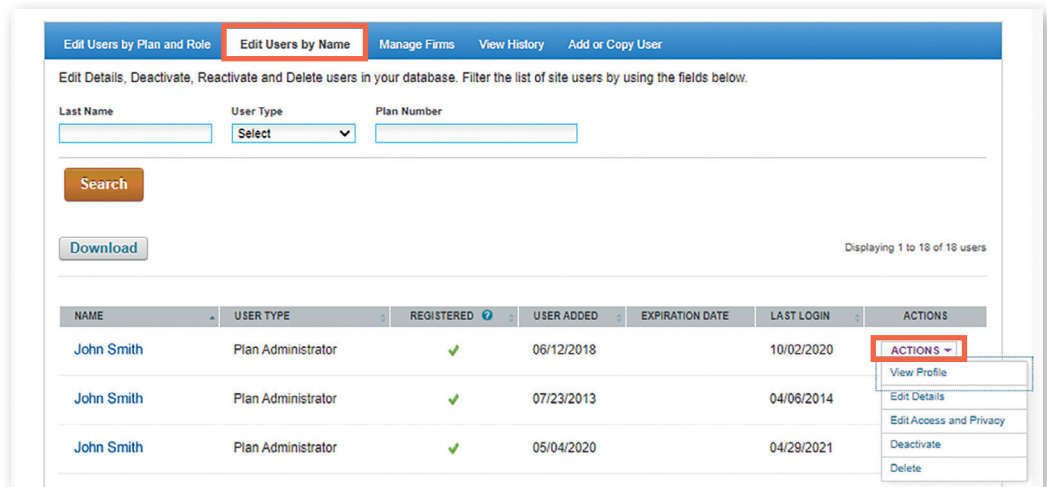 Edit Users by Plan and Role Edit Users by Name Manage Firms View History Add or Copy User
Edit Details, Deactivate, Reactivate and Delete users in your database. Filter the list of site users by using the fields below.
Last Name User Type Plan Number
Select
Search
Download Displaying 1 to 18 of 18 users
NAME USER TYPE REGISTERED ? USER ADDED EXPIRATION DATE LAST LOGIN ACTIONS
John Smith Plan Administrator 06/12/2018 10/02/2020 ACTIONS
View Profile
John Smith Plan Administrator 07/23/2013 04/06/2014 Edit Details
Edit Access and Privacy
John Smith Plan Administrator 05/04/2020 04/29/2021 Deactivate
Delete